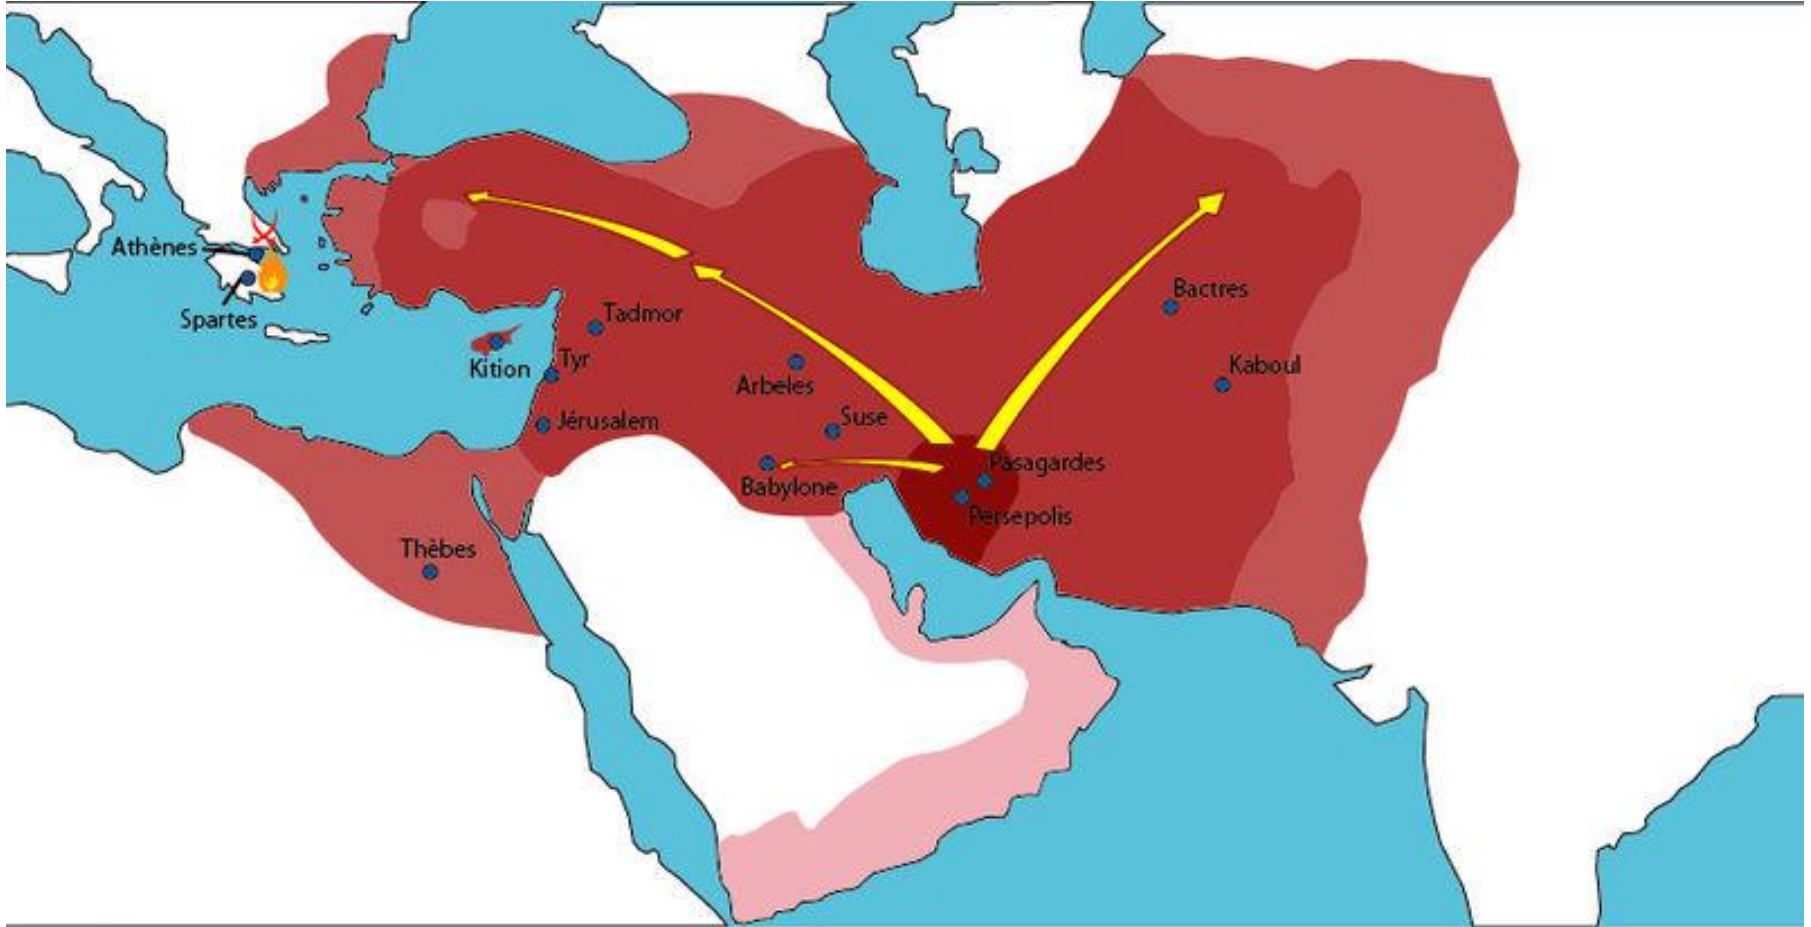 Athènes
Spartes
Tadmor
Kition
Tyr
Jérusalem
Arbeles
Suse
Babylone
Pasagardes
Persepolis
Bactres
Kaboul
Thèbes